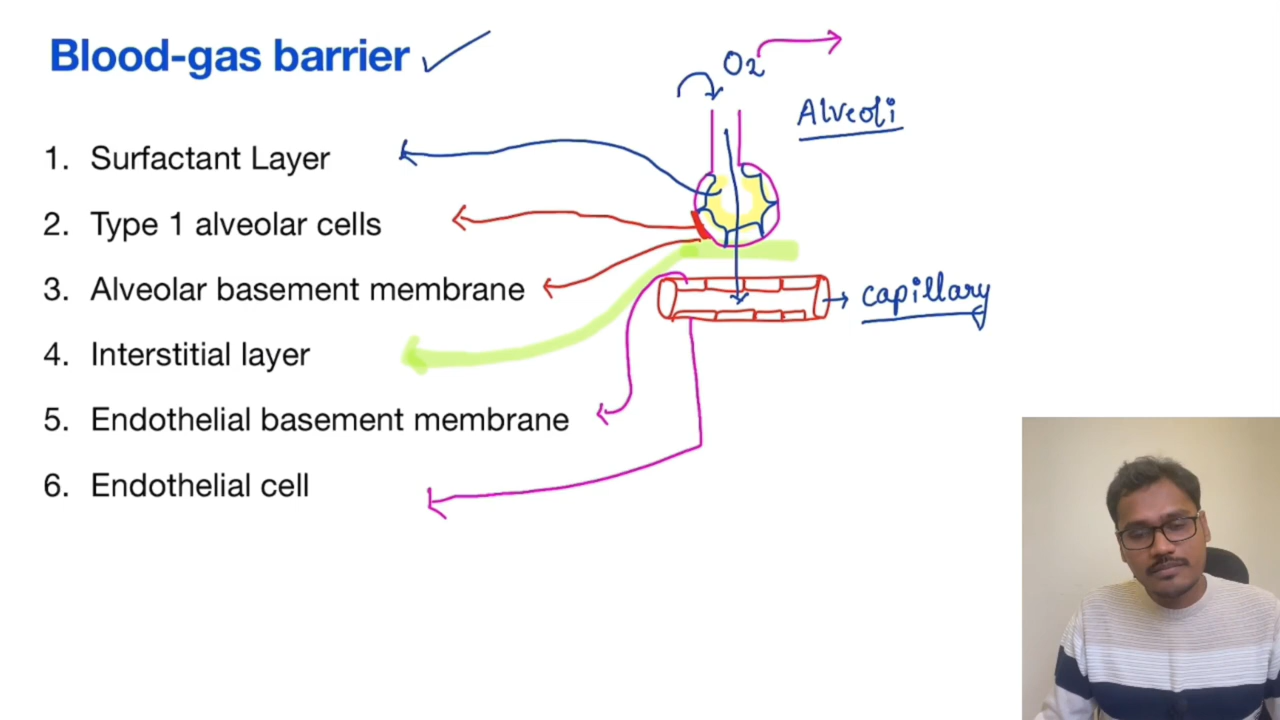 Blood-gas barrier
O2
Alveoli
1. Surfactant Layer
2. Type 1 alveolar cells
3. Alveolar basement membrane
capillary
4. Interstitial layer
5. Endothelial basement membrane
6. Endothelial cell